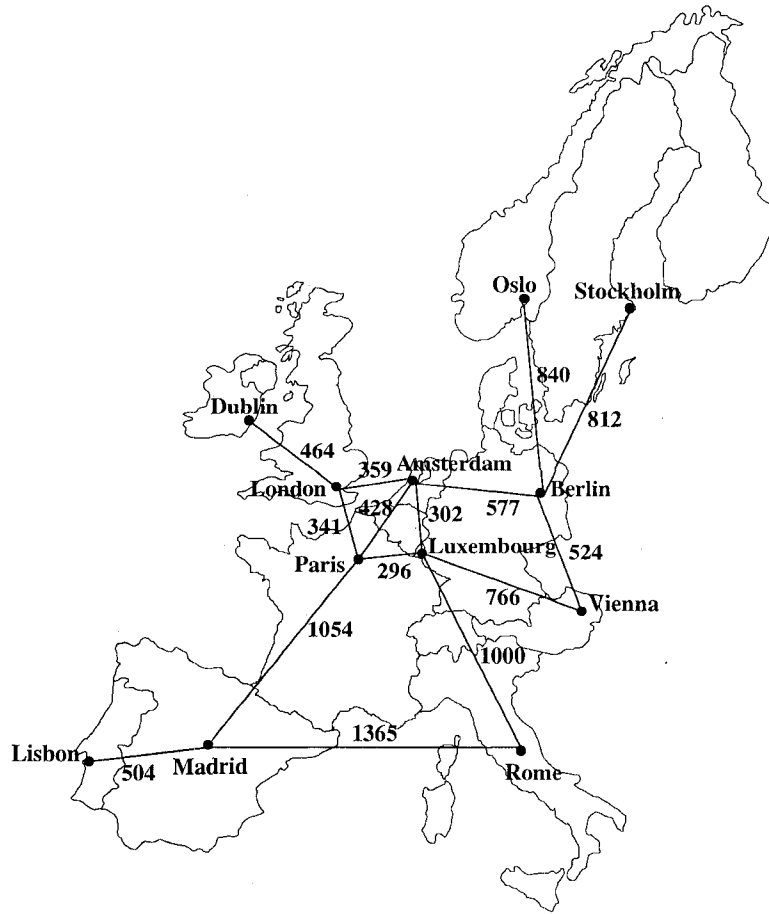 Oslo
Stockholm
840
812
Dublin
464
359
Amsterdam
London
428
302
577
Berlin
341
Luxembourg
524
Paris
296
766
Vienna
1054
1000
1365
Lisbon
504
Madrid
Rome